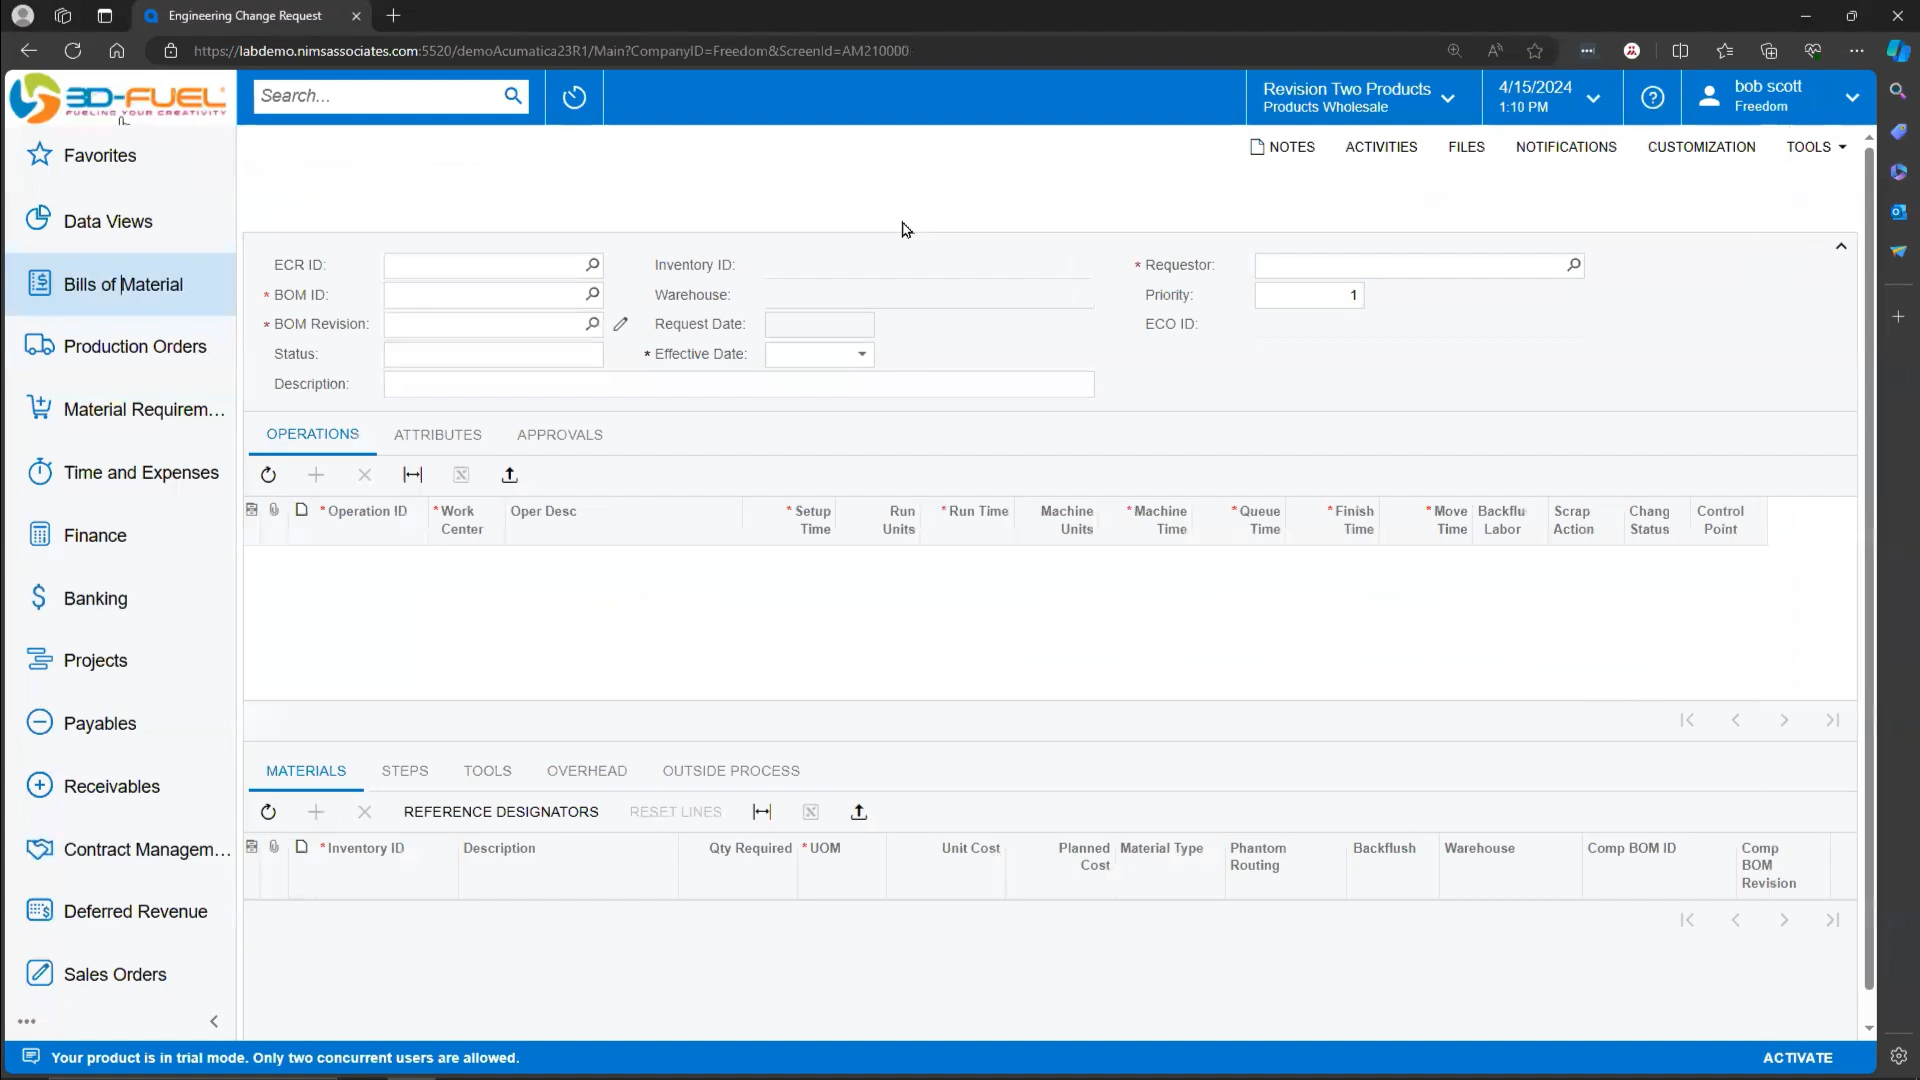 Engineering Change Request
https://labdemo.nimsassociates.com:5520/demoAcumatica23R1/Main?CompanyID=Freedom&ScreenId=AM210000
3D-FUEL
FUELING YOUR CREATIVITY
Search...
Revision Two Products
Products Wholesale
4/15/2024
1:10 PM
bob scott
Freedom
NOTES ACTIVITIES FILES NOTIFICATIONS CUSTOMIZATION TOOLS
Favorites
Data Views
Bills of Material
Production Orders
Material Requirem...
Time and Expenses
Finance
Banking
Projects
Payables
Receivables
Contract Managem...
Deferred Revenue
Sales Orders
ECR ID: Inventory ID: * Requestor:
* BOM ID: Warehouse: Priority: 1
* BOM Revision: Request Date: ECO ID:
Status: * Effective Date:
Description:
OPERATIONS ATTRIBUTES APPROVALS
* Operation ID * Work Center Oper Desc * Setup Time Run Units * Run Time Machine Units * Machine Time * Queue Time * Finish Time * Move Time Backflu Labor Scrap Action Chang Status Control Point
MATERIALS STEPS TOOLS OVERHEAD OUTSIDE PROCESS
REFERENCE DESIGNATORS RESET LINES
* Inventory ID Description Qty Required * UOM Unit Cost Planned Cost Material Type Phantom Routing Backflush Warehouse Comp BOM ID Comp BOM Revision
Your product is in trial mode. Only two concurrent users are allowed. ACTIVATE